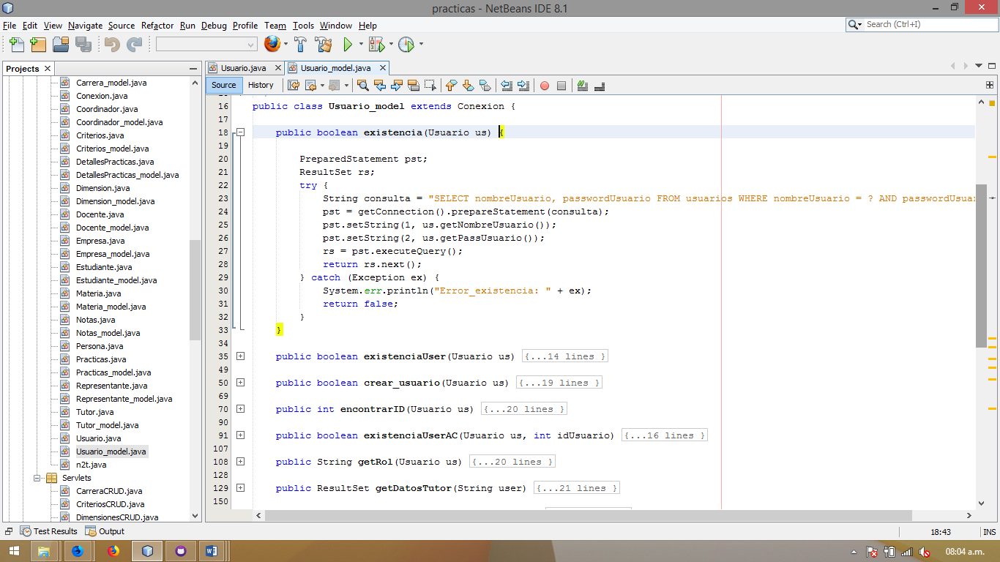 practicas - NetBeans IDE 8.1
File Edit View Navigate Source Refactor Run Debug Profile Team Tools Window Help
Search (Ctrl+I)
Projects
Carrera_model.java
Conexion.java
Coordinador.java
Coordinador_model.java
Criterios.java
Criterios_model.java
DetallesPracticas.java
DetallesPracticas_model.java
Dimension.java
Dimension_model.java
Docente.java
Docente_model.java
Empresa.java
Empresa_model.java
Estudiante.java
Estudiante_model.java
Materia.java
Materia_model.java
Notas.java
Notas_model.java
Persona.java
Practicas.java
Practicas_model.java
Representante.java
Representante_model.java
Tutor.java
Tutor_model.java
Usuario.java
Usuario_model.java
n2t.java
Servlets
CarreraCRUD.java
CriteriosCRUD.java
DimensionesCRUD.java
Usuario.java Usuario_model.java
Source History
16 public class Usuario_model extends Conexion {
17
18 public boolean existencia(Usuario us) {
19
20 PreparedStatement pst;
21 ResultSet rs;
22 try {
23 String consulta = "SELECT nombreUsuario, passwordUsuario FROM usuarios WHERE nombreUsuario = ? AND passwordUsuar
24 pst = getConnection().prepareStatement(consulta);
25 pst.setString(1, us.getNombreUsuario());
26 pst.setString(2, us.getPassUsuario());
27 rs = pst.executeQuery();
28 return rs.next();
29 } catch (Exception ex) {
30 System.err.println("Error_existencia: " + ex);
31 return false;
32 }
33 }
34
35 public boolean existenciaUser(Usuario us) {...14 lines }
49
50 public boolean crear_usuario(Usuario us) {...19 lines }
69
70 public int encontrarID(Usuario us) {...20 lines }
90
91 public boolean existenciaUserAC(Usuario us, int idUsuario) {...16 lines }
107
108 public String getRol(Usuario us) {...20 lines }
128
129 public ResultSet getDatosTutor(String user) {...21 lines }
150
Test Results Output
18:43 INS
08:04 a.m.